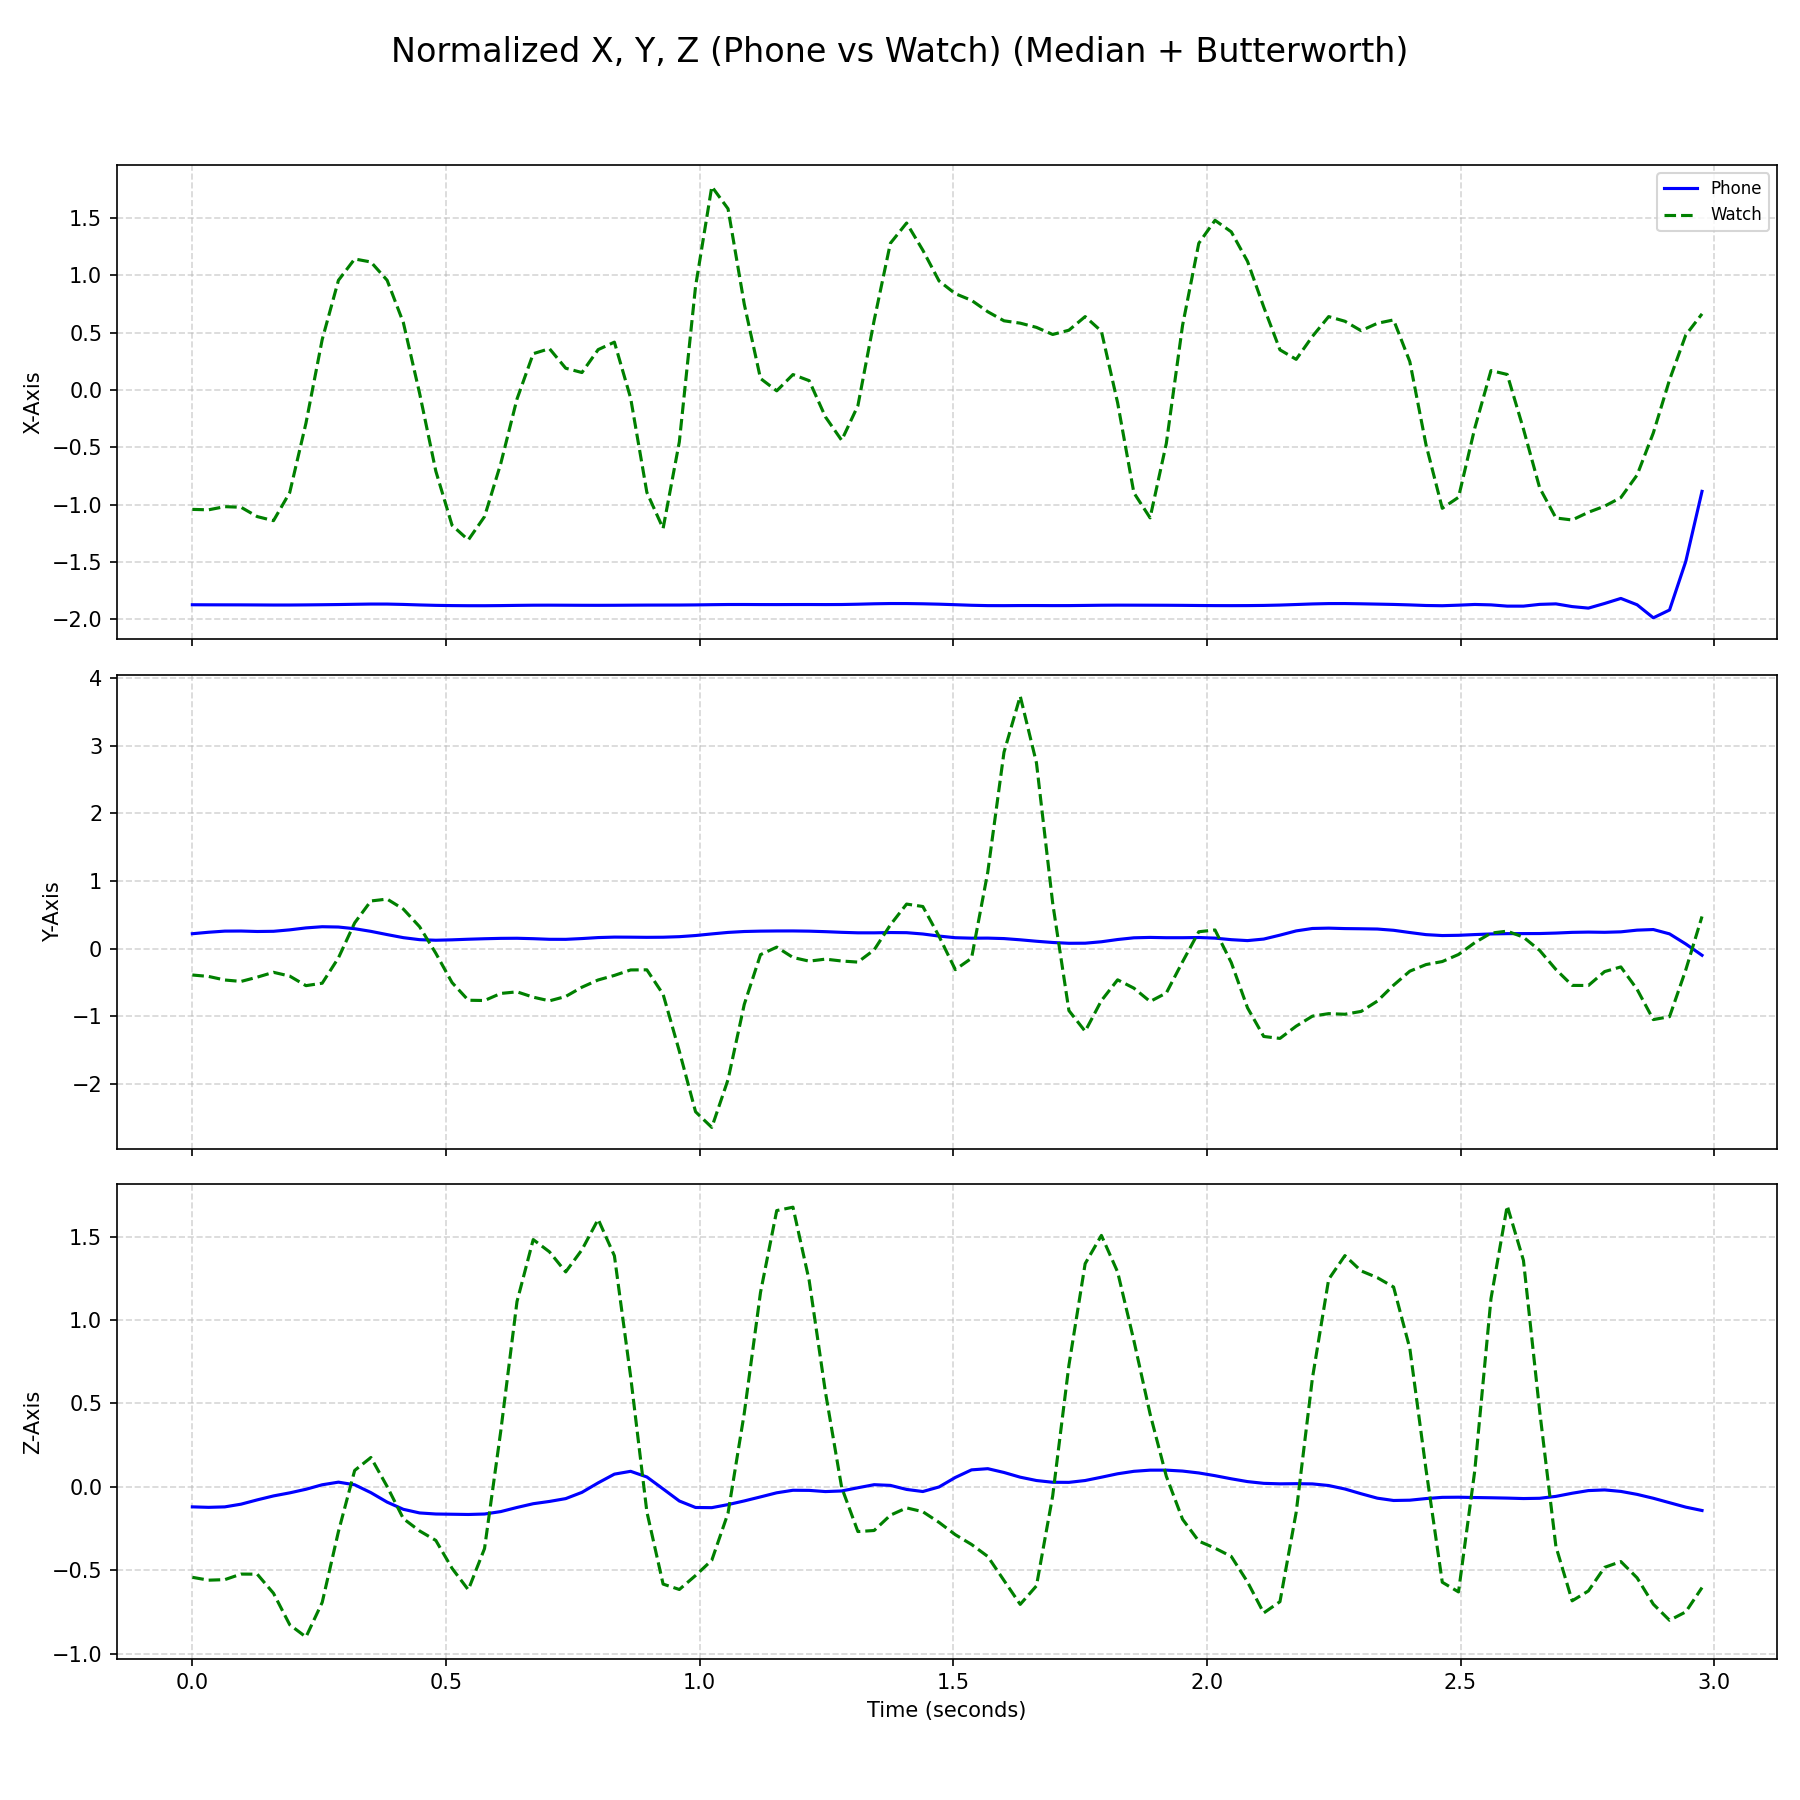 Normalized X, Y, Z (Phone vs Watch) (Median + Butterworth)
Phone
Watch
1.5
1.0
0.5
0.0
−0.5
−1.0
−1.5
−2.0
X-Axis
4
3
2
1
0
−1
−2
Y-Axis
1.5
1.0
0.5
0.0
−0.5
−1.0
Z-Axis
0.0 0.5 1.0 1.5 2.0 2.5 3.0
Time (seconds)